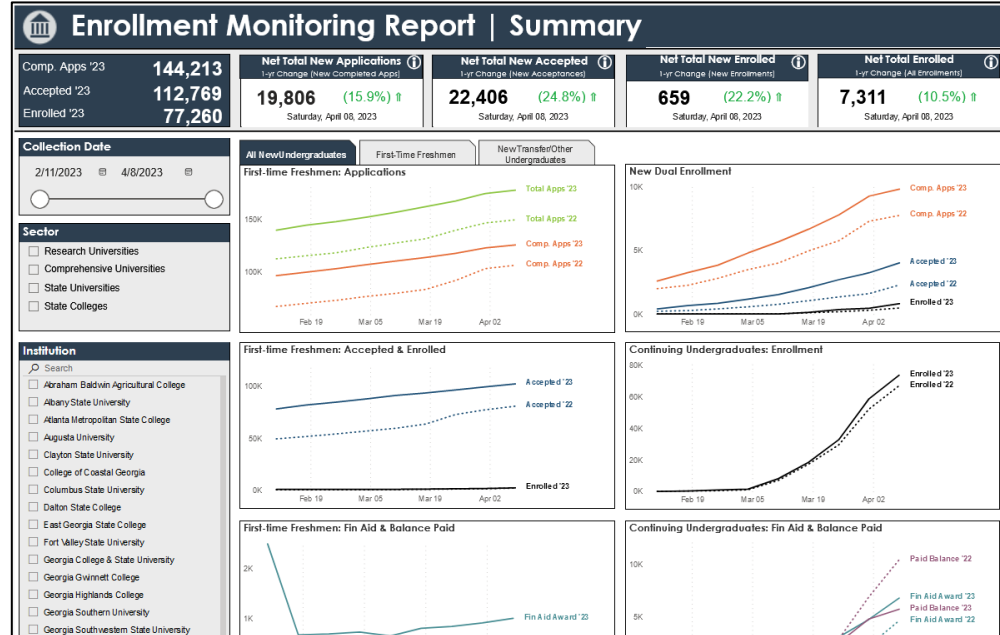 Enrollment Monitoring Report | Summary
Comp. Apps '23 144,213
Accepted '23 112,769
Enrolled '23 77,260
Net Total New Applications
1-yr Change (New Completed Apps)
19,806 (15.9%) ⇑
Saturday, April 08, 2023
Net Total New Accepted
1-yr Change (New Acceptances)
22,406 (24.8%) ⇑
Saturday, April 08, 2023
Net Total New Enrolled
1-yr Change (New Enrollments)
659 (22.2%) ⇑
Saturday, April 08, 2023
Net Total Enrolled
1-yr Change (All Enrollments)
7,311 (10.5%) ⇑
Saturday, April 08, 2023
Collection Date
2/11/2023 4/8/2023
Sector
Research Universities
Comprehensive Universities
State Universities
State Colleges
Institution
Search
Abraham Baldwin Agricultural College
Albany State University
Atlanta Metropolitan State College
Augusta University
Clayton State University
College of Coastal Georgia
Columbus State University
Dalton State College
East Georgia State College
Fort Valley State University
Georgia College & State University
Georgia Gwinnett College
Georgia Highlands College
Georgia Southern University
Georgia Southwestern State University
All New Undergraduates
First-Time Freshmen
New Transfer/Other
Undergraduates
First-time Freshmen: Applications
150K
100K
Total Apps '23
Total Apps '22
Comp. Apps '23
Comp. Apps '22
Feb 19 Mar 05 Mar 19 Apr 02
New Dual Enrollment
10K
5K
0K
Comp. Apps '23
Comp. Apps '22
Accepted '23
Accepted '22
Enrolled '23
Feb 19 Mar 05 Mar 19 Apr 02
First-time Freshmen: Accepted & Enrolled
100K
50K
0K
Accepted '23
Accepted '22
Enrolled '23
Feb 19 Mar 05 Mar 19 Apr 02
Continuing Undergraduates: Enrollment
80K
60K
40K
20K
0K
Enrolled '23
Enrolled '22
Feb 19 Mar 05 Mar 19 Apr 02
First-time Freshmen: Fin Aid & Balance Paid
2K
1K
Fin Aid Award '23
Continuing Undergraduates: Fin Aid & Balance Paid
10K
5K
Paid Balance '22
Fin Aid Award '23
Paid Balance '23
Fin Aid Award '22